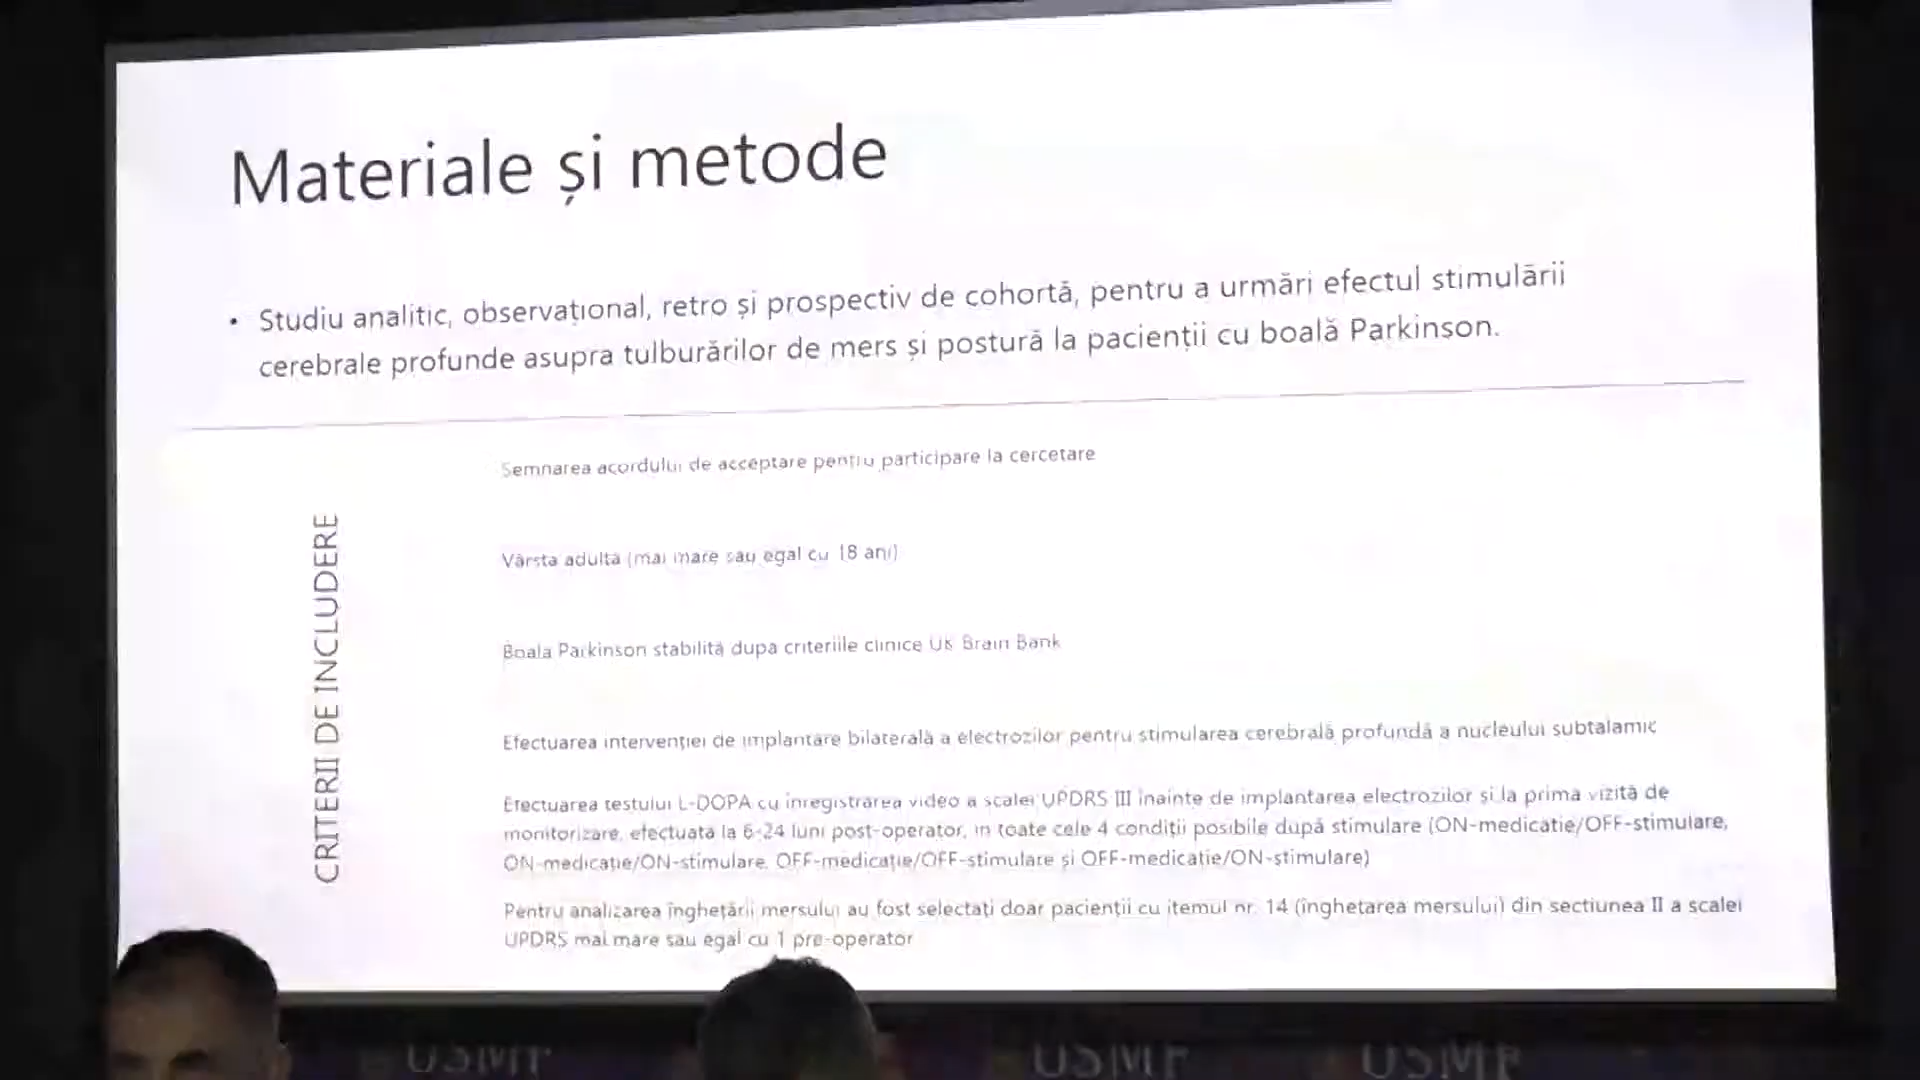 Materiale și metode
• Studiu analitic, observațional, retro și prospectiv de cohortă, pentru a urmări efectul stimulării
cerebrale profunde asupra tulburărilor de mers și postură la pacienții cu boală Parkinson.
CRITERII DE INCLUDERE
Semnarea acordului de acceptare pentru participare la cercetare
Vârsta adultă (mai mare sau egal cu 18 ani)
Boala Parkinson stabilită după criteriile clinice UK Brain Bank
Efectuarea intervenției de implantare bilaterală a electrozilor pentru stimularea cerebrală profundă a nucleului subtalamic
Efectuarea testului L-DOPA cu înregistrarea video a scalei UPDRS III înainte de implantarea electrozilor și la prima vizită de
monitorizare, efectuată la 6-24 luni post-operator, în toate cele 4 condiții posibile după stimulare (ON-medicație/OFF-stimulare,
ON-medicație/ON-stimulare, OFF-medicație/OFF-stimulare și OFF-medicație/ON-stimulare)
Pentru analizarea înghețării mersului au fost selectați doar pacienții cu itemul nr. 14 (înghețarea mersului) din secțiunea II a scalei
UPDRS mai mare sau egal cu 1 pre-operator
USMF USMF USMF